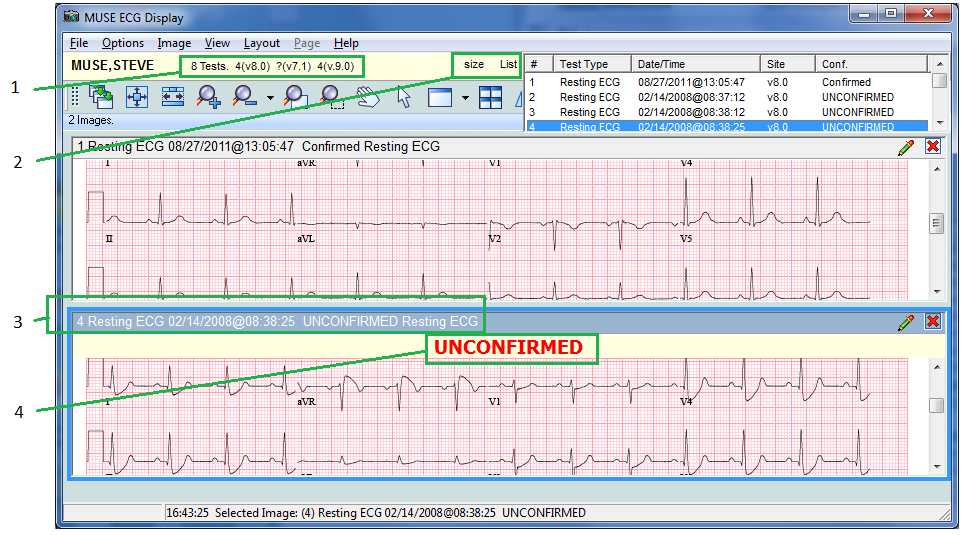 MUSE ECG Display
File Options Image View Layout Page Help
MUSE,STEVE 8 Tests. 4(v8.0) ?(v7.1) 4(v.9.0) size List
# Test Type Date/Time Site Conf.
1 Resting ECG 08/27/2011@13:05:47 v8.0 Confirmed
2 Resting ECG 02/14/2008@08:37:12 v8.0 UNCONFIRMED
3 Resting ECG 02/14/2008@08:38:12 v8.0 UNCONFIRMED
4 Resting ECG 02/14/2008@08:38:25 v8.0 UNCONFIRMED
1
2 Images.
2
1 Resting ECG 08/27/2011@13:05:47 Confirmed Resting ECG
I aVR V1 V4
II aVL V2 V5
3
4 Resting ECG 02/14/2008@08:38:25 UNCONFIRMED Resting ECG
UNCONFIRMED
4
I aVR V1 V4
16:43:25 Selected Image: (4) Resting ECG 02/14/2008@08:38:25 UNCONFIRMED